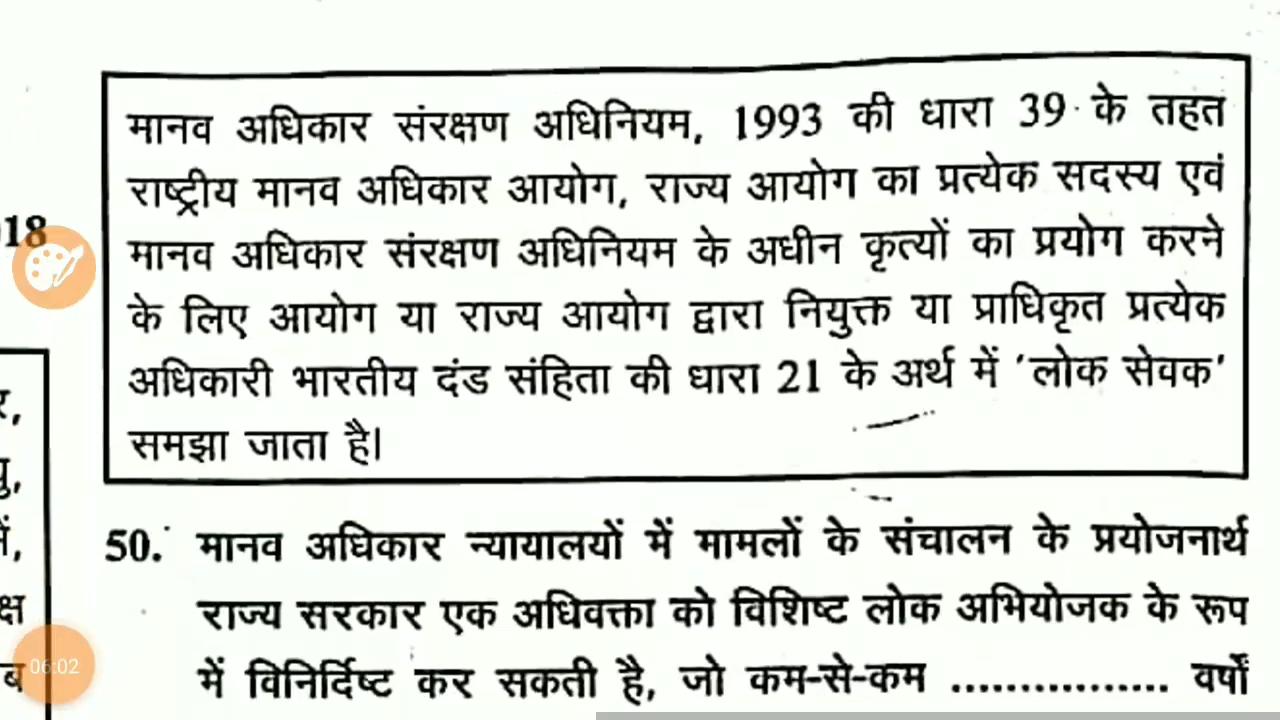 मानव अधिकार संरक्षण अधिनियम, 1993 की धारा 39 के तहत
राष्ट्रीय मानव अधिकार आयोग, राज्य आयोग का प्रत्येक सदस्य एवं
मानव अधिकार संरक्षण अधिनियम के अधीन कृत्यों का प्रयोग करने
के लिए आयोग या राज्य आयोग द्वारा नियुक्त या प्राधिकृत प्रत्येक
अधिकारी भारतीय दंड संहिता की धारा 21 के अर्थ में 'लोक सेवक'
समझा जाता है।
50. मानव अधिकार न्यायालयों में मामलों के संचालन के प्रयोजनार्थ
राज्य सरकार एक अधिवक्ता को विशिष्ट लोक अभियोजक के रूप
में विनिर्दिष्ट कर सकती है, जो कम-से-कम ................ वर्षों
18
06:02